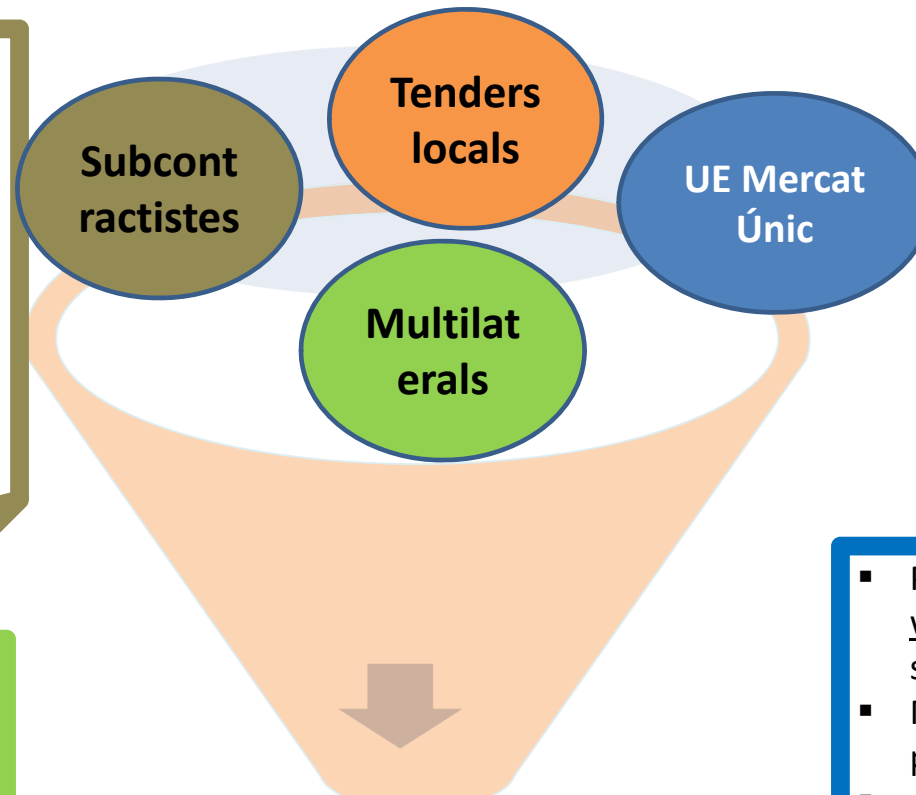 Tenders
locals
Subcont
ractistes
UE Mercat
Únic
Multilat
erals